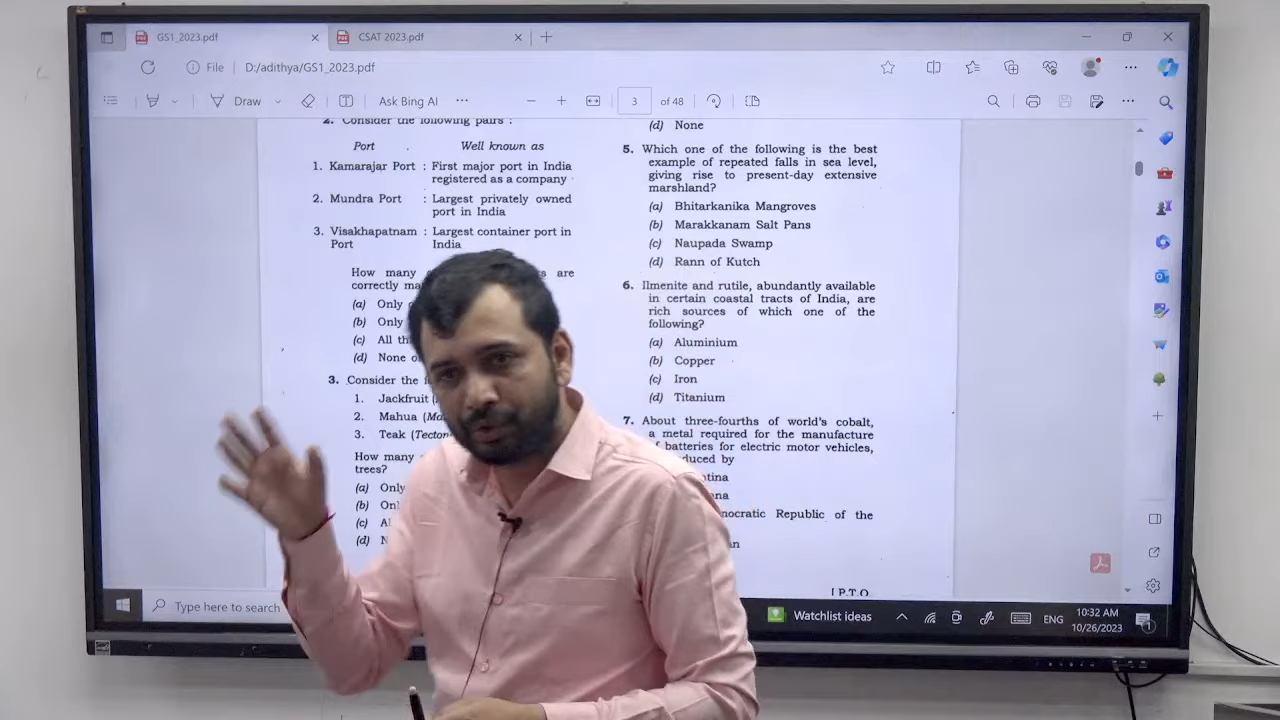 GS1_2023.pdf
CSAT 2023.pdf
File D:/adithya/GS1_2023.pdf
Draw
Ask Bing AI
3 of 48
2. Consider the following pairs :
Port Well known as
1. Kamarajar Port : First major port in India
registered as a company
2. Mundra Port : Largest privately owned
port in India
3. Visakhapatnam : Largest container port in
Port India
How many are
correctly
(a) Only
(b) Only
(c) All
(d) None
3. Consider the
1. Jackfruit
2. Mahua
3. Teak
How many
trees?
(a) Only
(b)
(c)
(d)
(d) None
5. Which one of the following is the best
example of repeated falls in sea level,
giving rise to present-day extensive
marshland?
(a) Bhitarkanika Mangroves
(b) Marakkanam Salt Pans
(c) Naupada Swamp
(d) Rann of Kutch
6. Ilmenite and rutile, abundantly available
in certain coastal tracts of India, are
rich sources of which one of the
following?
(a) Aluminium
(b) Copper
(c) Iron
(d) Titanium
7. About three-fourths of world's cobalt,
a metal required for the manufacture
batteries for electric motor vehicles,
by
Republic of the
[ P.T.O.
Type here to search
Watchlist ideas
ENG
10:32 AM
10/26/2023
1